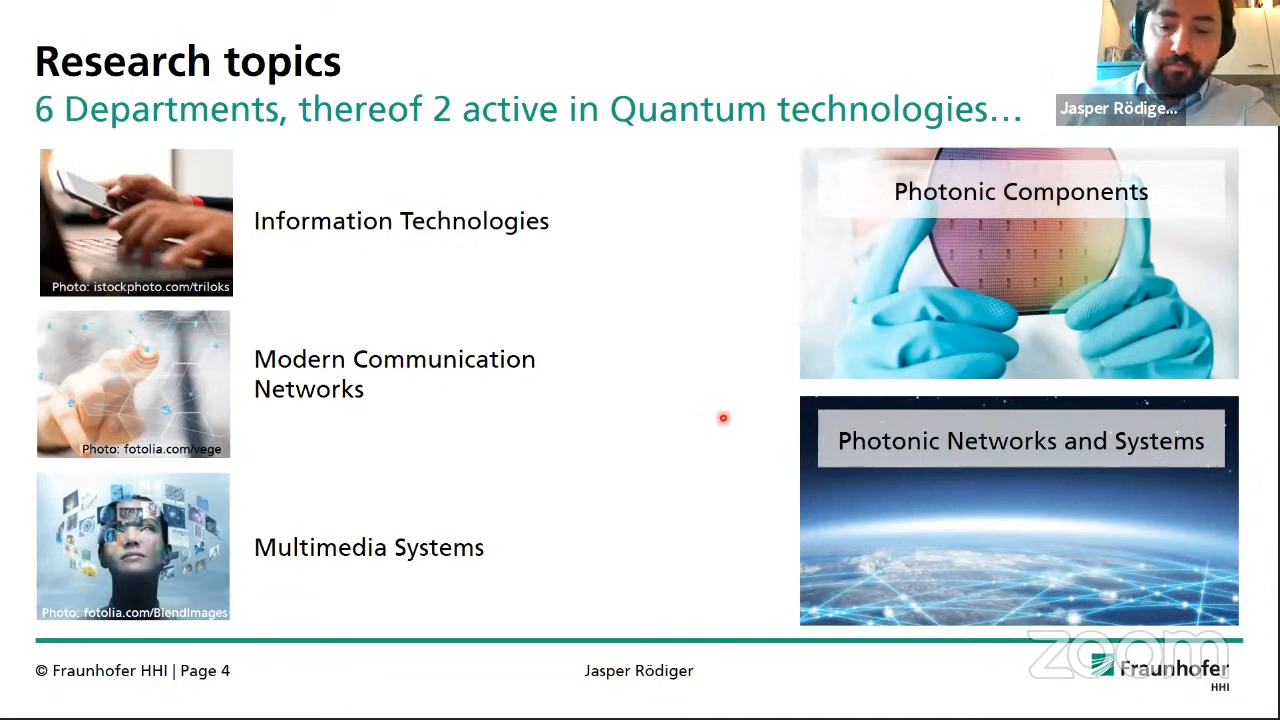 Research topics
6 Departments, thereof 2 active in Quantum technologies...
Jasper Rödige...
Information Technologies
Photo: istockphoto.com/triloks
Modern Communication
Networks
Photo: fotolia.com/vege
Multimedia Systems
Photo: fotolia.com/BlendImages
Photonic Components
Photonic Networks and Systems
© Fraunhofer HHI | Page 4
Jasper Rödiger
zoom
Fraunhofer
HHI